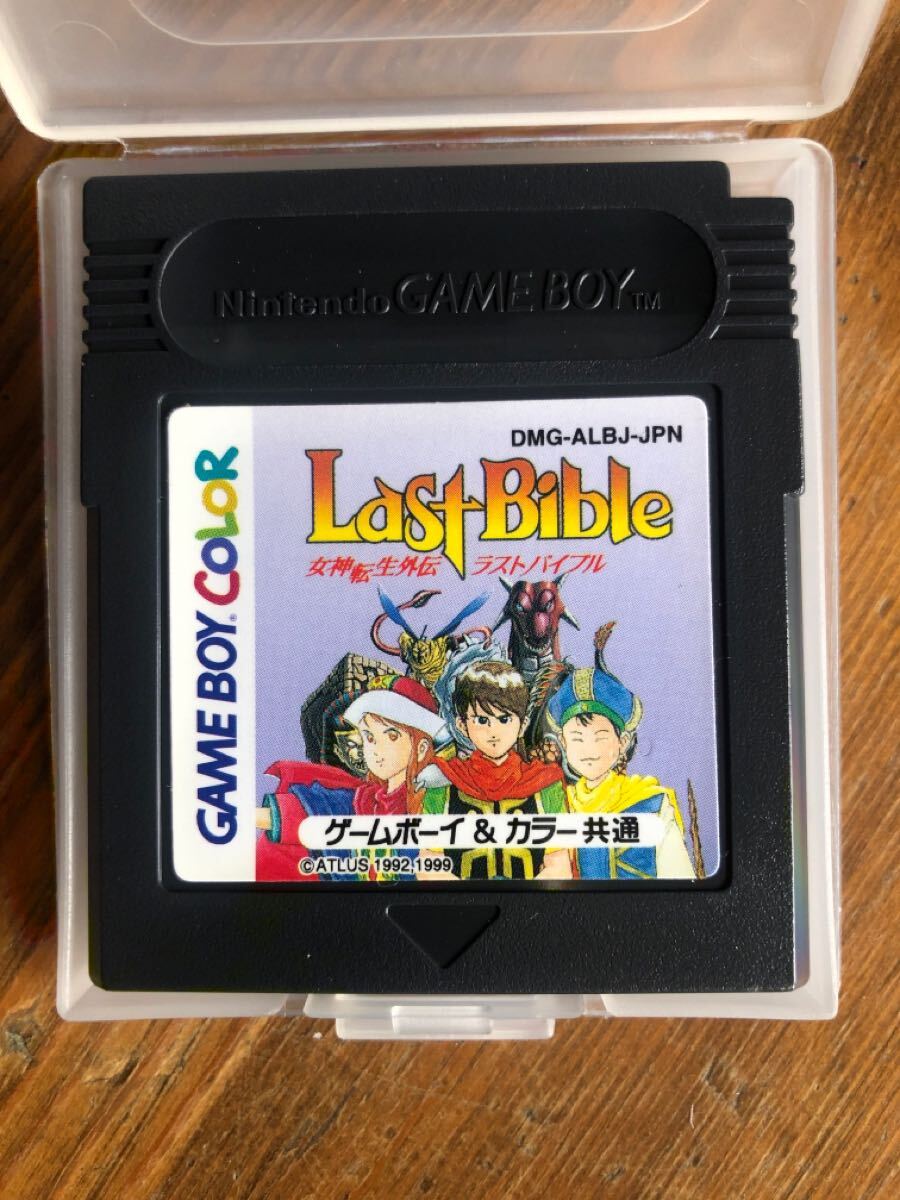 Nintendo GAME BOY™
GAME BOY® COLOR
DMG-ALBJ-JPN
Last Bible
女神転生外伝 ラストバイブル
ゲームボーイ & カラー共通
©ATLUS 1992,1999